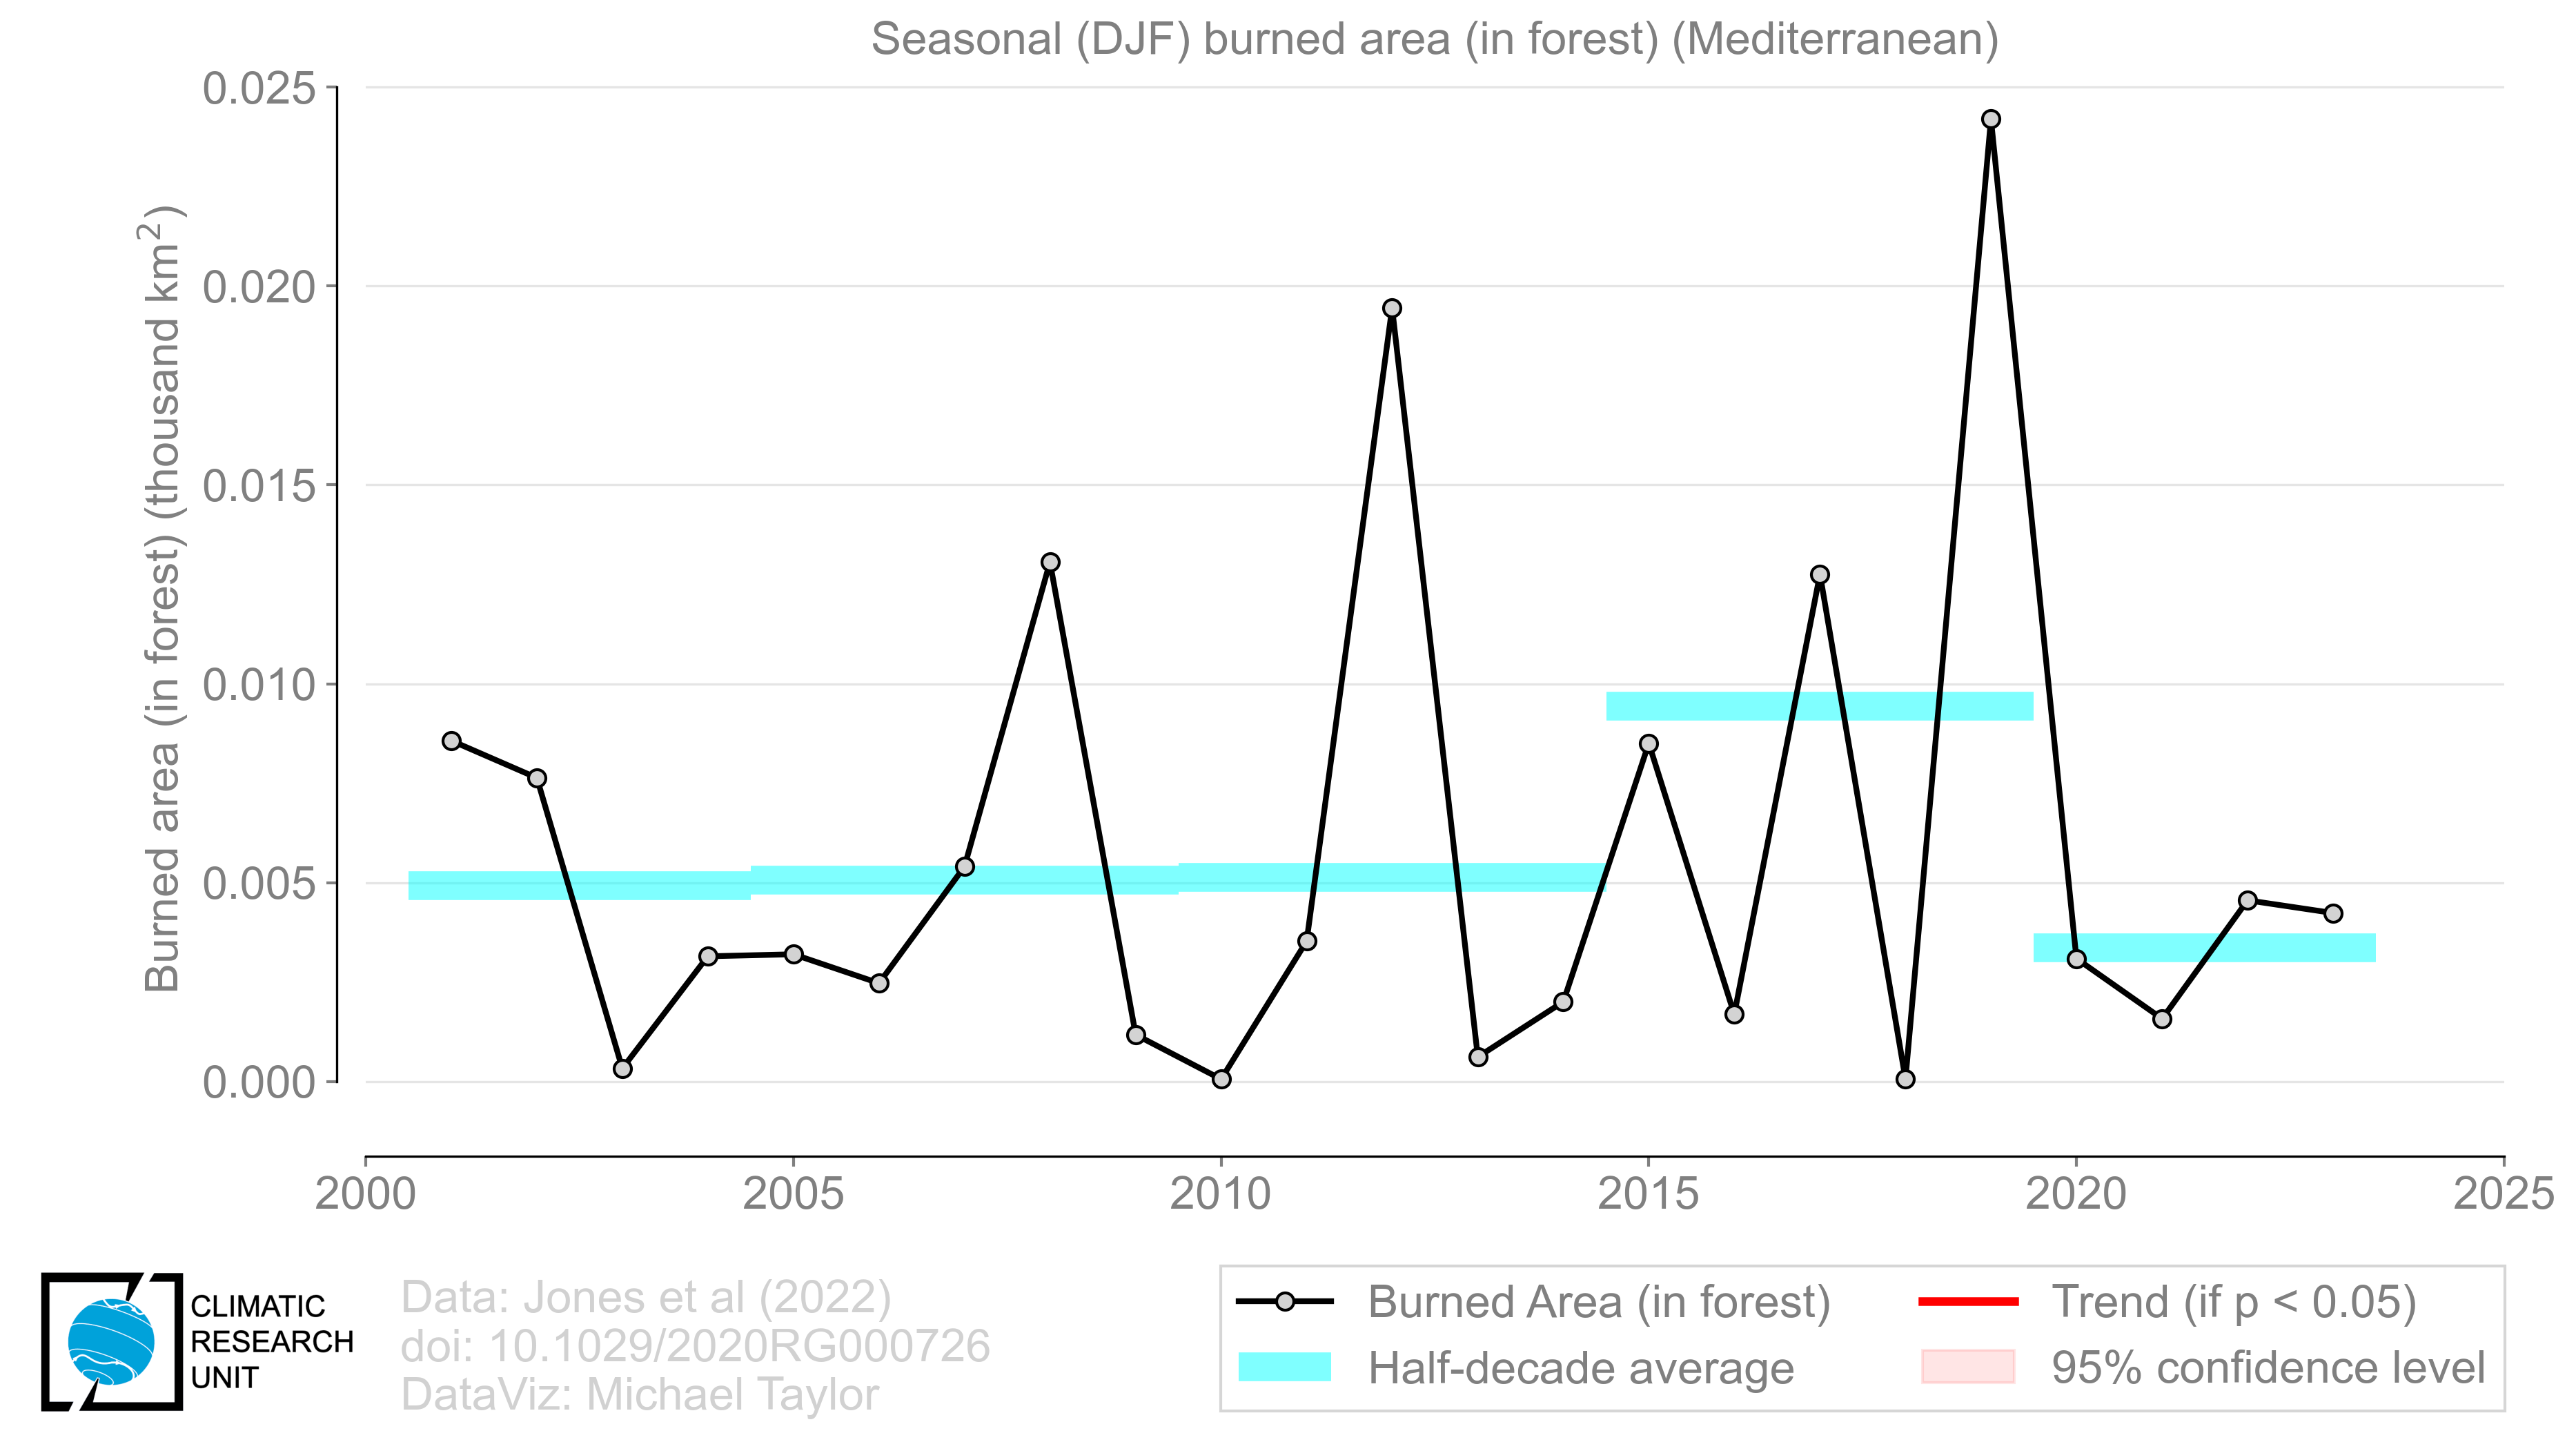 Seasonal (DJF) burned area (in forest) (Mediterranean)
Burned area (in forest) (thousand km²)
0.025
0.020
0.015
0.010
0.005
0.000
2000
2005
2010
2015
2020
2025
CLIMATIC
RESEARCH
UNIT
Data: Jones et al (2022)
doi: 10.1029/2020RG000726
DataViz: Michael Taylor
Burned Area (in forest)
Half-decade average
Trend (if p < 0.05)
95% confidence level